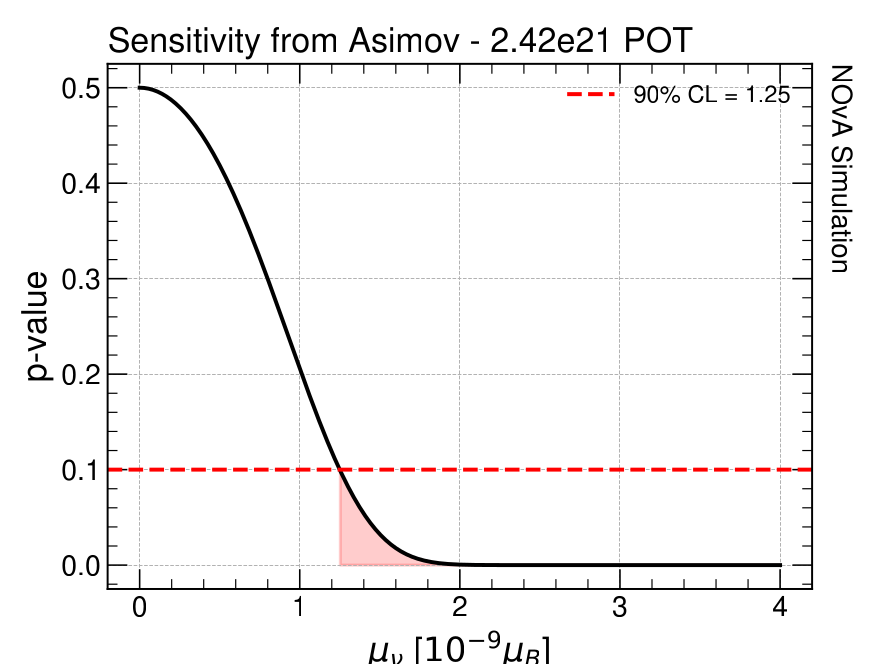 Sensitivity from Asimov - 2.42e21 POT
NOvA Simulation
90% CL = 1.25
p-value
0.5
0.4
0.3
0.2
0.1
0.0
0 1 2 3 4
μν [10⁻⁹μB]